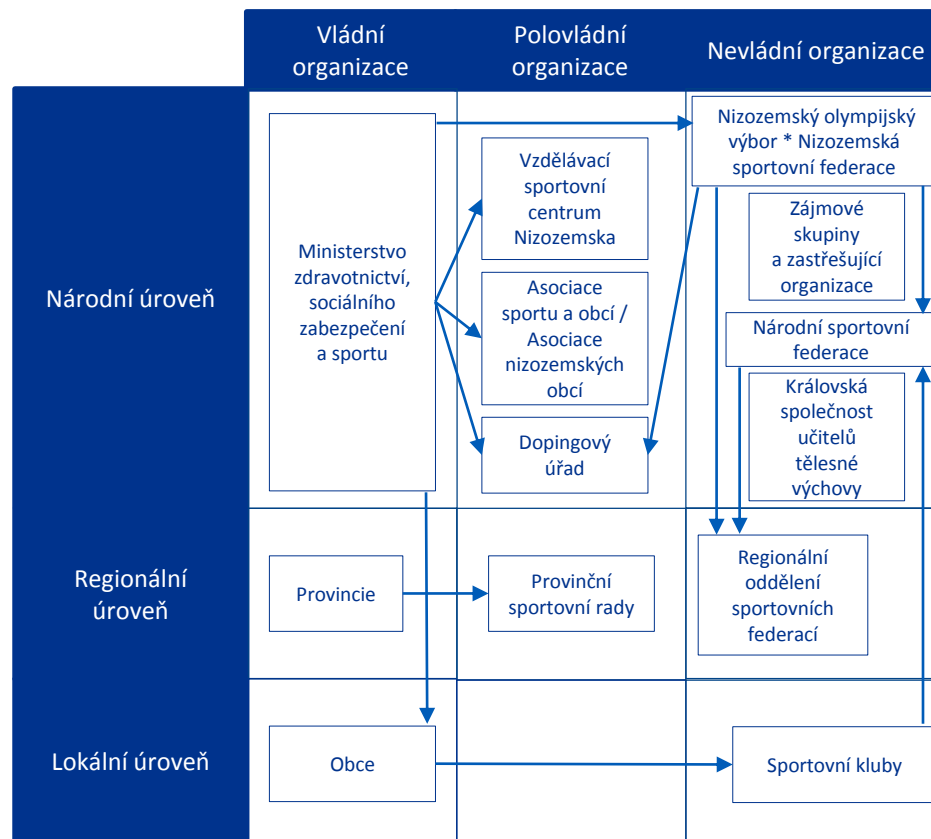 Vládní
organizace
Polovládní
organizace
Nevládní organizace
Národní úroveň
Ministerstvo
zdravotnictví,
sociálního
zabezpečení
a sportu
Vzdělávací
sportovní
centrum
Nizozemska
Asociace
sportu a obcí /
Asociace
nizozemských
obcí
Dopingový
úřad
Nizozemský olympijský
výbor * Nizozemská
sportovní federace
Zájmové
skupiny
a zastřešující
organizace
Národní sportovní
federace
Královská
společnost
učitelů
tělesné
výchovy
Regionální
úroveň
Provincie
Provinční
sportovní rady
Regionální
oddělení
sportovních
federací
Lokální úroveň
Obce
Sportovní kluby